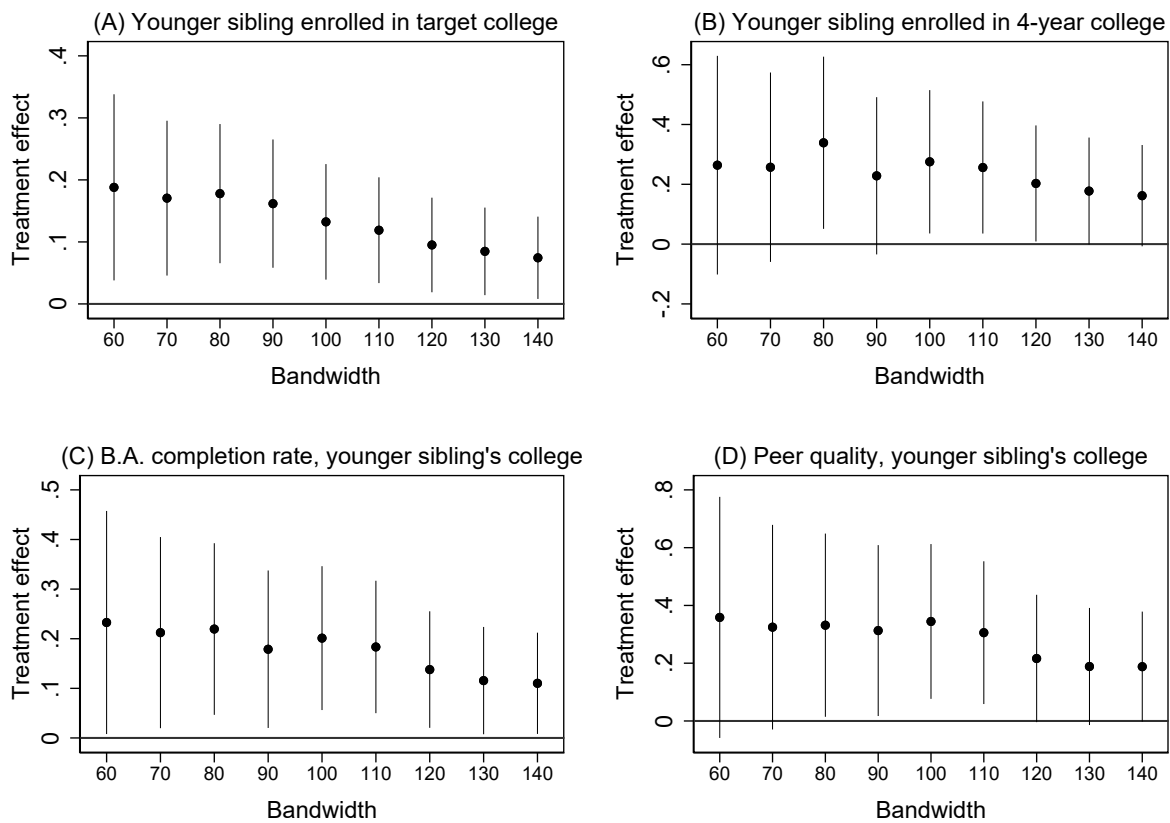 (A) Younger sibling enrolled in target college
Treatment effect
.4
.3
.2
.1
0
60 70 80 90 100 110 120 130 140
Bandwidth
(B) Younger sibling enrolled in 4-year college
Treatment effect
.6
.4
.2
0
-.2
60 70 80 90 100 110 120 130 140
Bandwidth
(C) B.A. completion rate, younger sibling's college
Treatment effect
.5
.4
.3
.2
.1
0
60 70 80 90 100 110 120 130 140
Bandwidth
(D) Peer quality, younger sibling's college
Treatment effect
.8
.6
.4
.2
0
60 70 80 90 100 110 120 130 140
Bandwidth